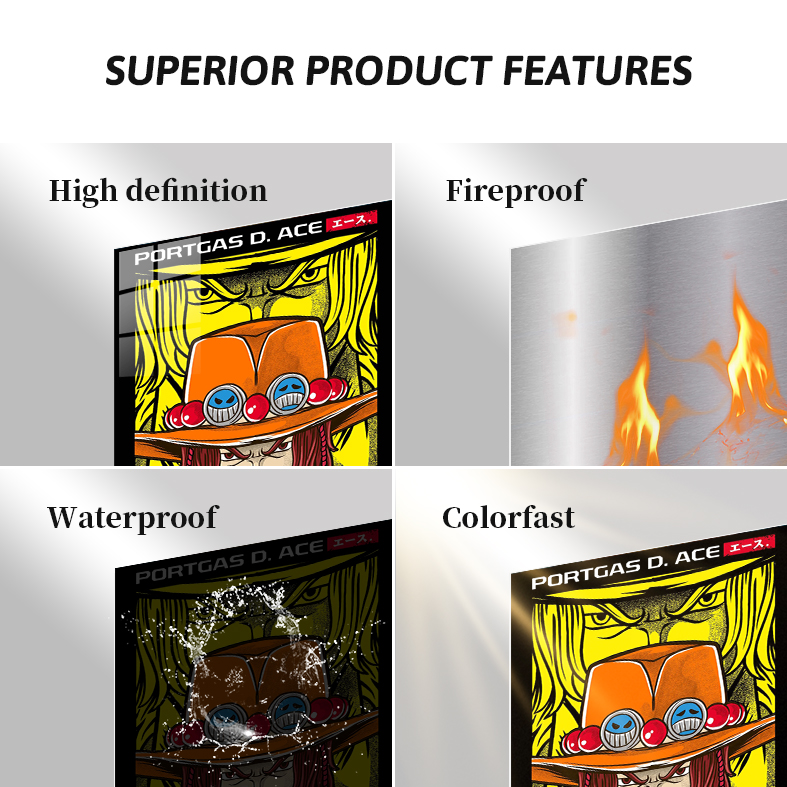 SUPERIOR PRODUCT FEATURES
High definition
Fireproof
PORTGAS D. ACE エース.
Waterproof
Colorfast
PORTGAS D. ACE エース.
PORTGAS D. ACE エース.